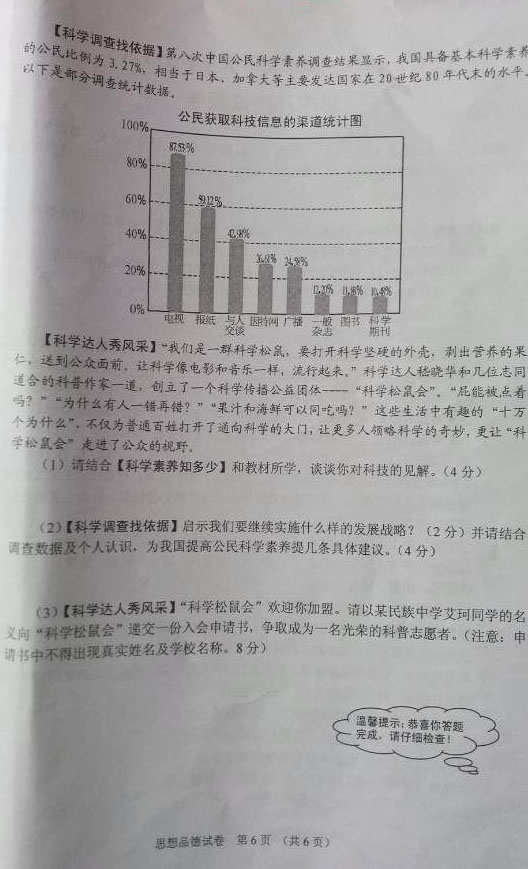 【科学调查找依据】第八次中国公民科学素养调查结果显示，我国具备基本科学素养
的公民比例为 3.27%，相当于日本、加拿大等主要发达国家在 20 世纪 80 年代末的水平。
以下是部分调查统计数据。
公民获取科技信息的渠道统计图
100%
80%
60%
40%
20%
0%
87.53%
59.12%
42.98%
26.61%
24.59%
12.20%
11.88%
10.48%
电视 报纸 与人交谈 因特网 广播 一般杂志 图书 科学期刊
【科学达人秀风采】“我们是一群科学松鼠，要打开科学坚硬的外壳，剥出营养的果
仁，送到公众面前，让科学像电影和音乐一样，流行起来。”科学达人嵇晓华和几位志同
道合的科普作家一道，创立了一个科学传播公益团体——“科学松鼠会”。“屁能被点着
吗？”“为什么有人一错再错？”“果汁和海鲜可以同吃吗？”这些生活中有趣的“十万
个为什么”，不仅为普通百姓打开了通向科学的大门，让更多人领略科学的奇妙，更让“科
学松鼠会”走进了公众的视野。
（1）请结合【科学素养知多少】和教材所学，谈谈你对科技的见解。（4 分）
（2）【科学调查找依据】启示我们要继续实施什么样的发展战略？（2 分）并请结合
调查数据及个人认识，为我国提高公民科学素养提几条具体建议。（4 分）
（3）【科学达人秀风采】“科学松鼠会”欢迎你加盟。请以某民族中学艾珂同学的名
义向“科学松鼠会”递交一份入会申请书，争取成为一名光荣的科普志愿者。（注意：申
请书中不得出现真实姓名及学校名称。8 分）
温馨提示：恭喜你答题
完成，请仔细检查！
思想品德试卷 第 6 页 （共 6 页）